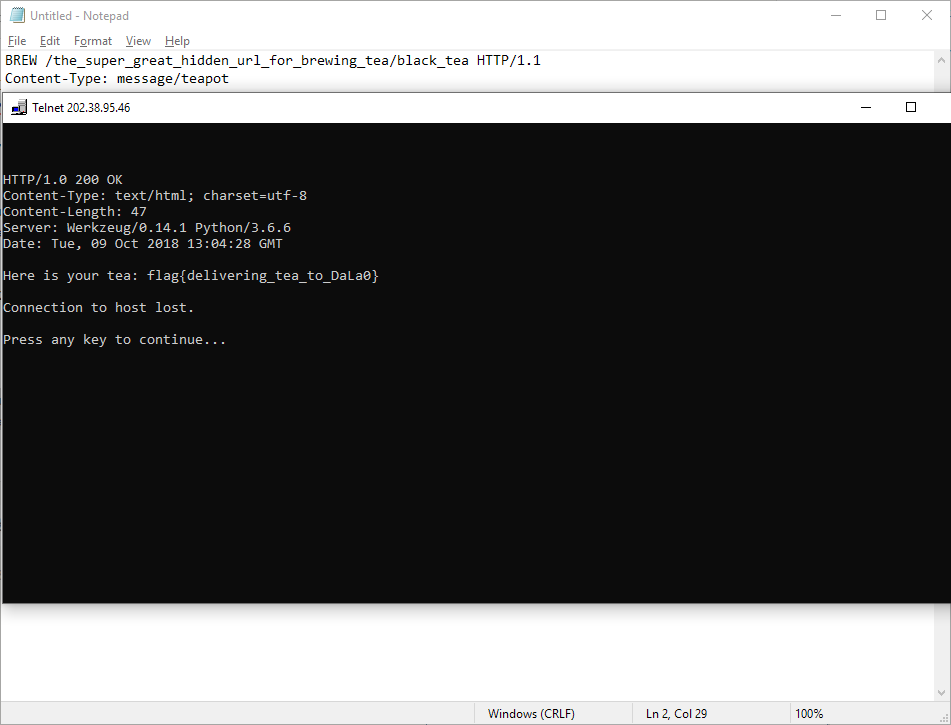 Untitled - Notepad
File Edit Format View Help
BREW /the_super_great_hidden_url_for_brewing_tea/black_tea HTTP/1.1
Content-Type: message/teapot
Telnet 202.38.95.46
HTTP/1.0 200 OK
Content-Type: text/html; charset=utf-8
Content-Length: 47
Server: Werkzeug/0.14.1 Python/3.6.6
Date: Tue, 09 Oct 2018 13:04:28 GMT
Here is your tea: flag{delivering_tea_to_DaLa0}
Connection to host lost.
Press any key to continue...
Windows (CRLF) Ln 2, Col 29 100%